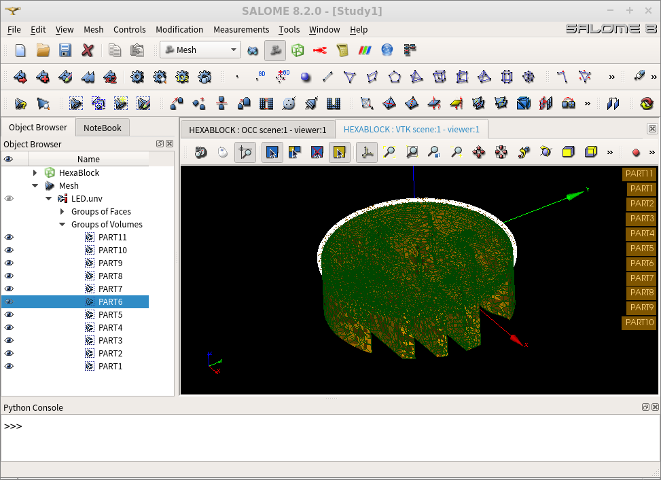 SALOME 8.2.0 - [Study1]
File Edit View Mesh Controls Modification Measurements Tools Window Help
SALOME 8
Mesh
Object Browser NoteBook
Object Browser
Name
HexaBlock
Mesh
LED.unv
Groups of Faces
Groups of Volumes
PART11
PART10
PART9
PART8
PART7
PART6
PART5
PART4
PART3
PART2
PART1
HEXABLOCK : OCC scene:1 - viewer:1 HEXABLOCK : VTK scene:1 - viewer:1
PART11
PART1
PART2
PART3
PART4
PART5
PART6
PART7
PART8
PART9
PART10
Y
X
Python Console
>>>